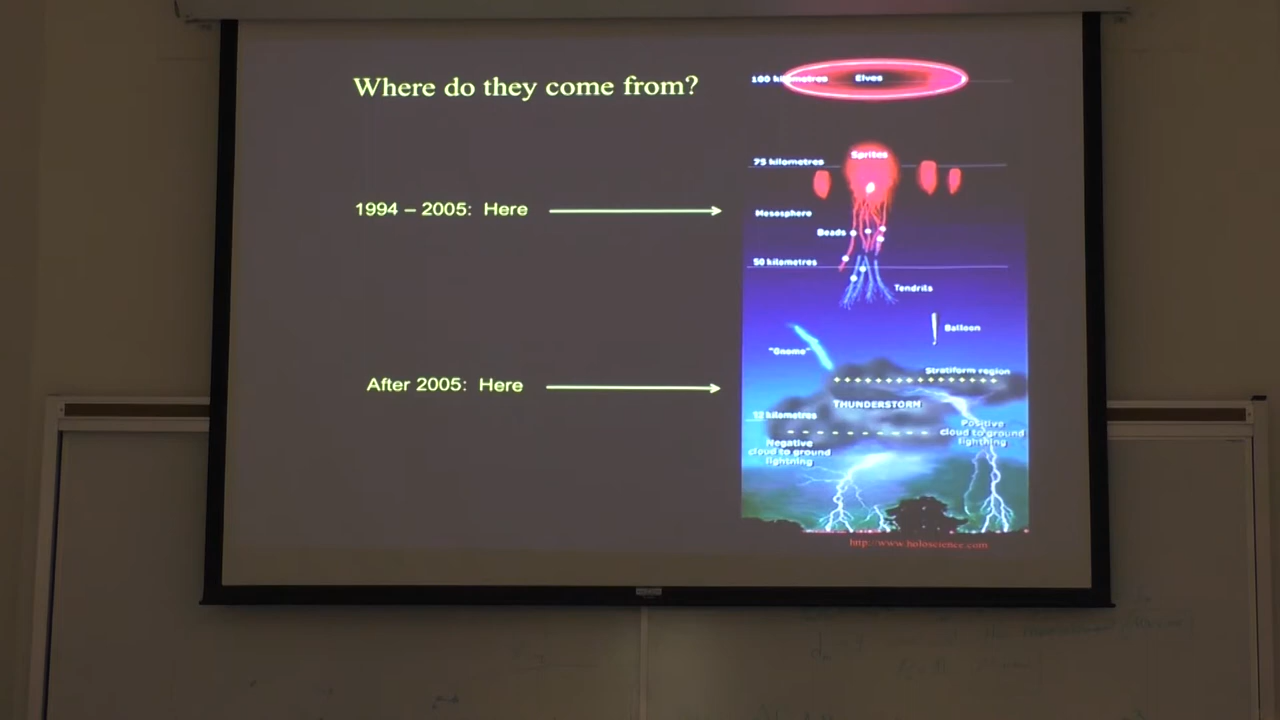 Where do they come from?
1994 – 2005: Here
After 2005: Here
100 kilometres
Elves
75 kilometres
Sprites
Mesosphere
Beads
50 kilometres
Tendrils
Balloon
"Gnome"
Stratiform region
THUNDERSTORM
12 kilometres
Positive
cloud to ground
lightning
Negative
cloud to ground
lightning
http://www.holoscience.com